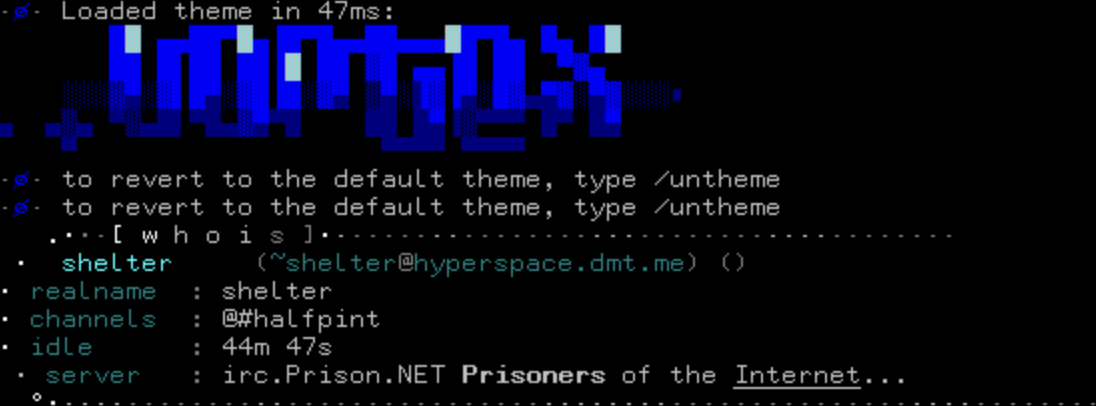 -ø- Loaded theme in 47ms:
-ø- to revert to the default theme, type /untheme
-ø- to revert to the default theme, type /untheme
.·--[ w h o i s ]·---------------------------------------
· shelter (~shelter@hyperspace.dmt.me) ()
· realname : shelter
· channels : @#halfpint
· idle : 44m 47s
· server : irc.Prison.NET Prisoners of the Internet...